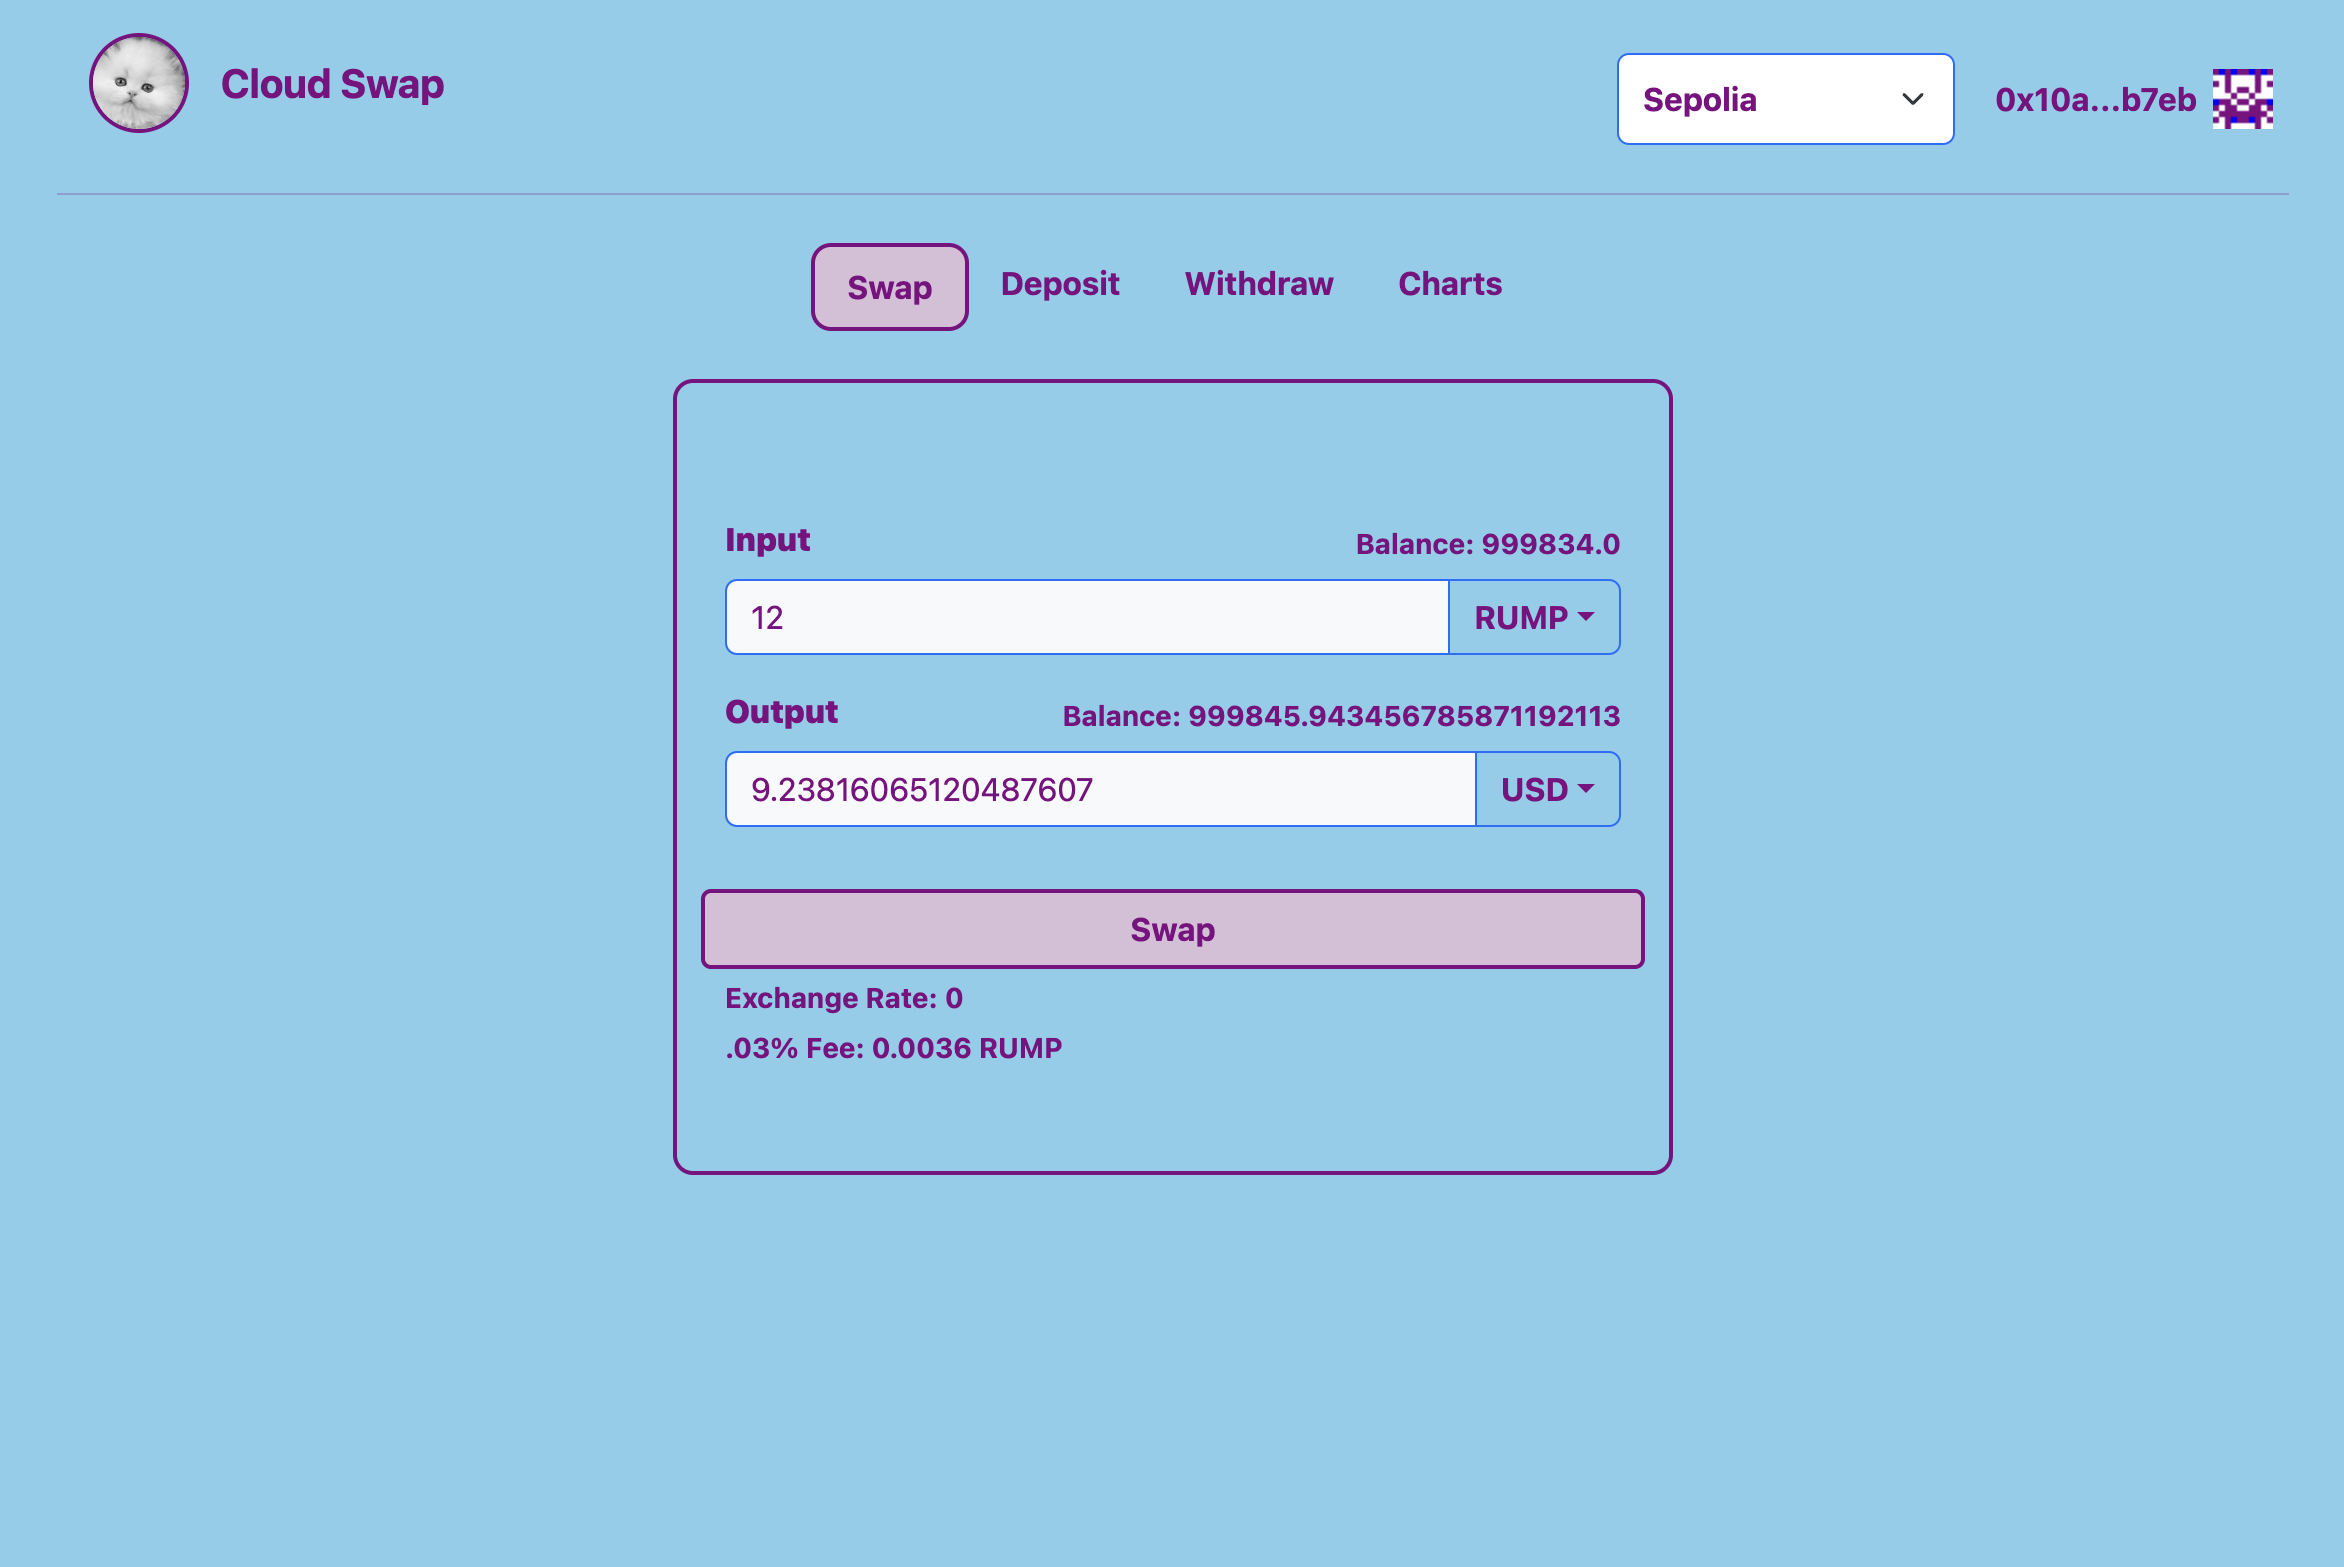 Cloud Swap
Sepolia
0x10a...b7eb
Swap
Deposit
Withdraw
Charts
Input
Balance: 999834.0
12
RUMP
Output
Balance: 999845.943456785871192113
9.23816065120487607
USD
Swap
Exchange Rate: 0
.03% Fee: 0.0036 RUMP